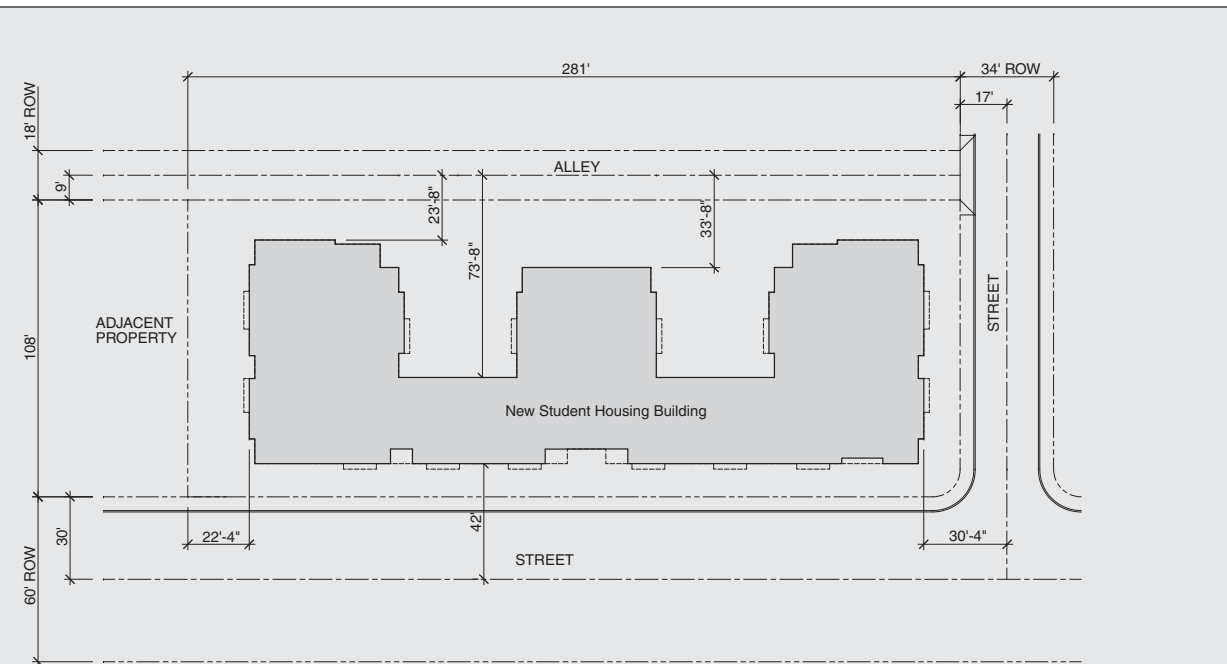 281'
34' ROW
17'
18' ROW
ALLEY
9'
23'-8"
33'-8"
73'-8"
STREET
ADJACENT
PROPERTY
108'
New Student Housing Building
42'
30'
22'-4"
30'-4"
STREET
60' ROW